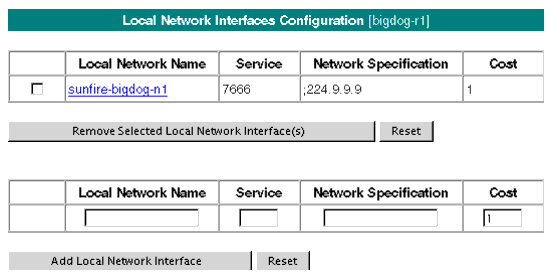 Local Network Interfaces Configuration [bigdog-r1]
Local Network Name Service Network Specification Cost
sunfire-bigdog-n1 7666 ;224.9.9.9 1
Remove Selected Local Network Interface(s) Reset
Local Network Name Service Network Specification Cost
1
Add Local Network Interface Reset